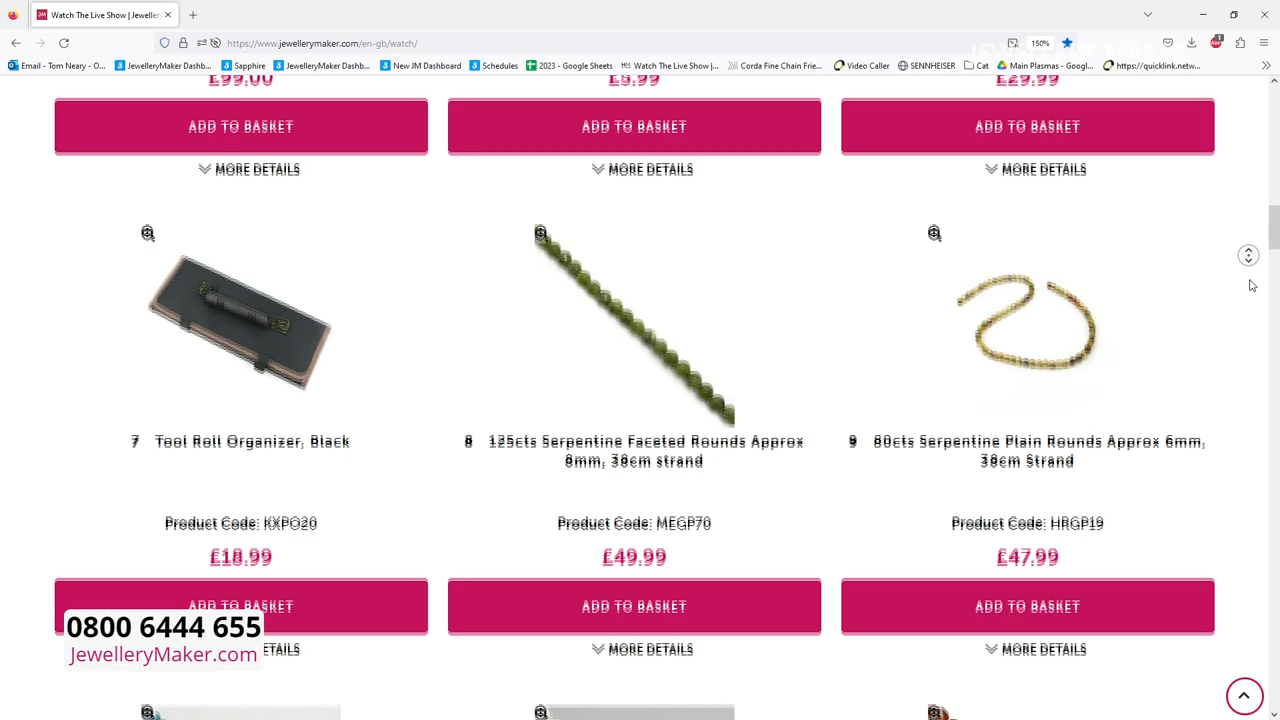 Watch The Live Show | Jeweller
https://www.jewellerymaker.com/en-gb/watch/
150%
Email - Tom Neary - O...
JewelleryMaker Dashb...
Sapphire
JewelleryMaker Dashb...
New JM Dashboard
Schedules
2023 - Google Sheets
Watch The Live Show |...
Corda Fine Chain Frie...
Video Caller
SENNHEISER
Cat
Main Plasmas - Googl...
https://quicklink.netw...
£99.00
£5.99
£29.99
ADD TO BASKET
ADD TO BASKET
ADD TO BASKET
MORE DETAILS
MORE DETAILS
MORE DETAILS
7 Tool Roll Organizer, Black
8 125cts Serpentine Faceted Rounds Approx
8mm, 38cm strand
9 80cts Serpentine Plain Rounds Approx 6mm,
38cm Strand
Product Code: KXPO20
Product Code: MEGP70
Product Code: HRGP19
£18.99
£49.99
£47.99
ADD TO BASKET
ADD TO BASKET
ADD TO BASKET
0800 6444 655
JewelleryMaker.com
ETAILS
MORE DETAILS
MORE DETAILS